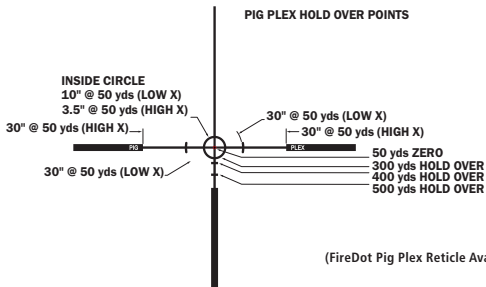 PIG PLEX HOLD OVER POINTS
INSIDE CIRCLE
10" @ 50 yds (LOW X)
3.5" @ 50 yds (HIGH X)
30" @ 50 yds (HIGH X)
30" @ 50 yds (LOW X)
30" @ 50 yds (HIGH X)
PIG
PLEX
30" @ 50 yds (LOW X)
50 yds ZERO
300 yds HOLD OVER
400 yds HOLD OVER
500 yds HOLD OVER
(FireDot Pig Plex Reticle